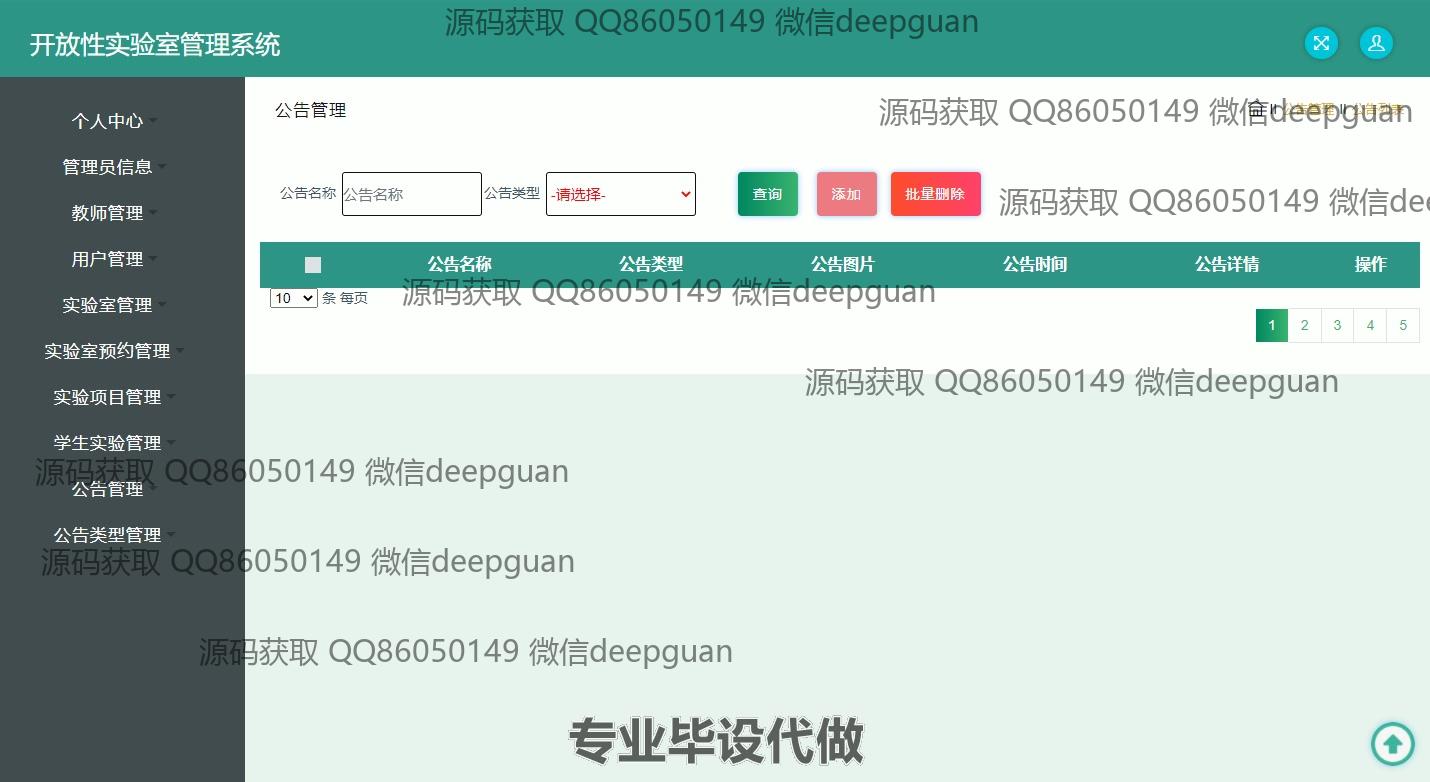 源码获取 QQ86050149 微信deepguan
开放性实验室管理系统
个人中心
管理员信息
教师管理
用户管理
实验室管理
实验室预约管理
实验项目管理
学生实验管理
公告管理
公告类型管理
公告管理
公告管理 公告列表
源码获取 QQ86050149 微信deepguan
公告名称 公告名称 公告类型 -请选择- 查询 添加 批量删除
源码获取 QQ86050149 微信dee
公告名称 公告类型 公告图片 公告时间 公告详情 操作
10 条 每页
源码获取 QQ86050149 微信deepguan
1 2 3 4 5
源码获取 QQ86050149 微信deepguan
源码获取 QQ86050149 微信deepguan
源码获取 QQ86050149 微信deepguan
源码获取 QQ86050149 微信deepguan
专业毕设代做